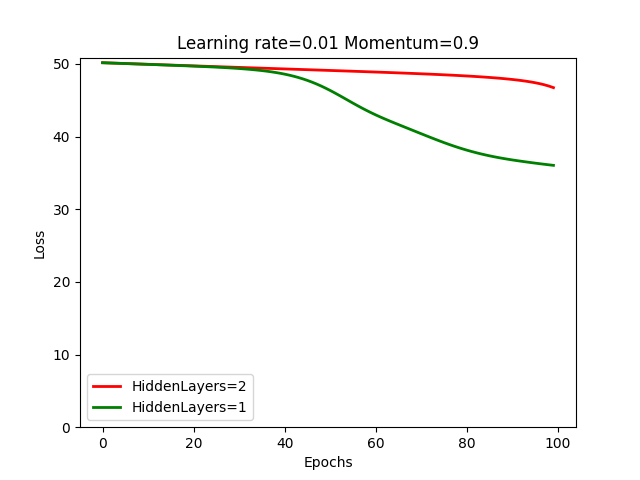 Learning rate=0.01 Momentum=0.9
50
40
30
20
10
0
Loss
HiddenLayers=2
HiddenLayers=1
0 20 40 60 80 100
Epochs